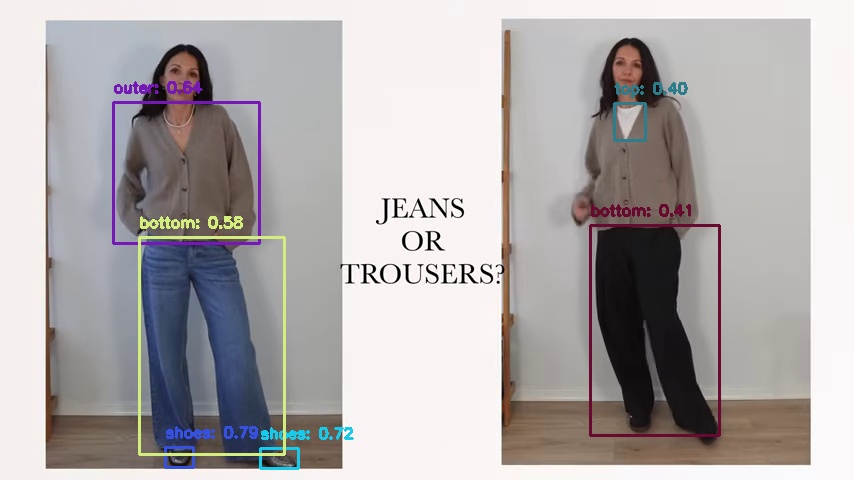 outer: 0.64
top: 0.40
JEANS
OR
TROUSERS?
bottom: 0.58
bottom: 0.41
shoes: 0.79
shoes: 0.72